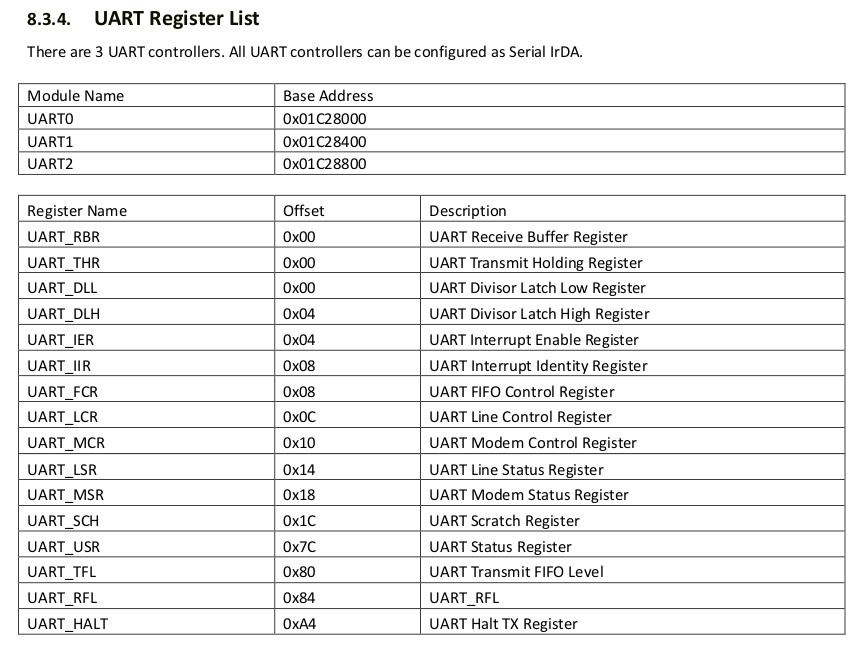 8.3.4. UART Register List
There are 3 UART controllers. All UART controllers can be configured as Serial IrDA.
Module Name Base Address
UART0 0x01C28000
UART1 0x01C28400
UART2 0x01C28800
Register Name Offset Description
UART_RBR 0x00 UART Receive Buffer Register
UART_THR 0x00 UART Transmit Holding Register
UART_DLL 0x00 UART Divisor Latch Low Register
UART_DLH 0x04 UART Divisor Latch High Register
UART_IER 0x04 UART Interrupt Enable Register
UART_IIR 0x08 UART Interrupt Identity Register
UART_FCR 0x08 UART FIFO Control Register
UART_LCR 0x0C UART Line Control Register
UART_MCR 0x10 UART Modem Control Register
UART_LSR 0x14 UART Line Status Register
UART_MSR 0x18 UART Modem Status Register
UART_SCH 0x1C UART Scratch Register
UART_USR 0x7C UART Status Register
UART_TFL 0x80 UART Transmit FIFO Level
UART_RFL 0x84 UART_RFL
UART_HALT 0xA4 UART Halt TX Register